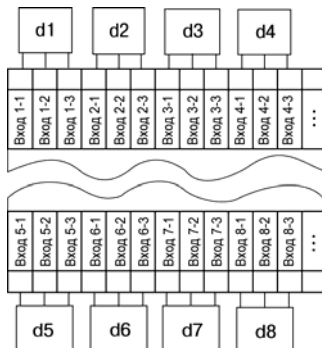 d1 d2 d3 d4
Вход 1-1 Вход 1-2 Вход 1-3 Вход 2-1 Вход 2-2 Вход 2-3 Вход 3-1 Вход 3-2 Вход 3-3 Вход 4-1 Вход 4-2 Вход 4-3 ...
Вход 5-1 Вход 5-2 Вход 5-3 Вход 6-1 Вход 6-2 Вход 6-3 Вход 7-1 Вход 7-2 Вход 7-3 Вход 8-1 Вход 8-2 Вход 8-3 ...
d5 d6 d7 d8